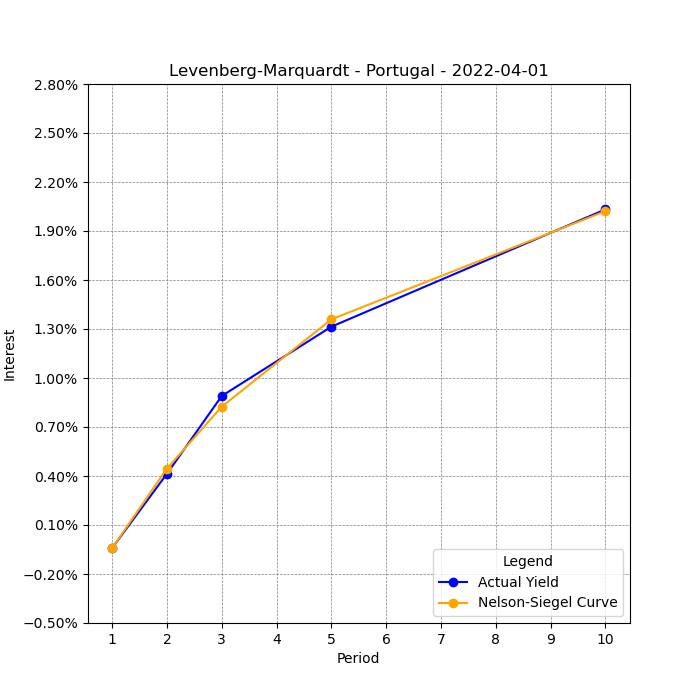 Levenberg-Marquardt - Portugal - 2022-04-01
2.80%
2.50%
2.20%
1.90%
1.60%
1.30%
1.00%
0.70%
0.40%
0.10%
−0.20%
−0.50%
Interest
Legend
Actual Yield
Nelson-Siegel Curve
1 2 3 4 5 6 7 8 9 10
Period